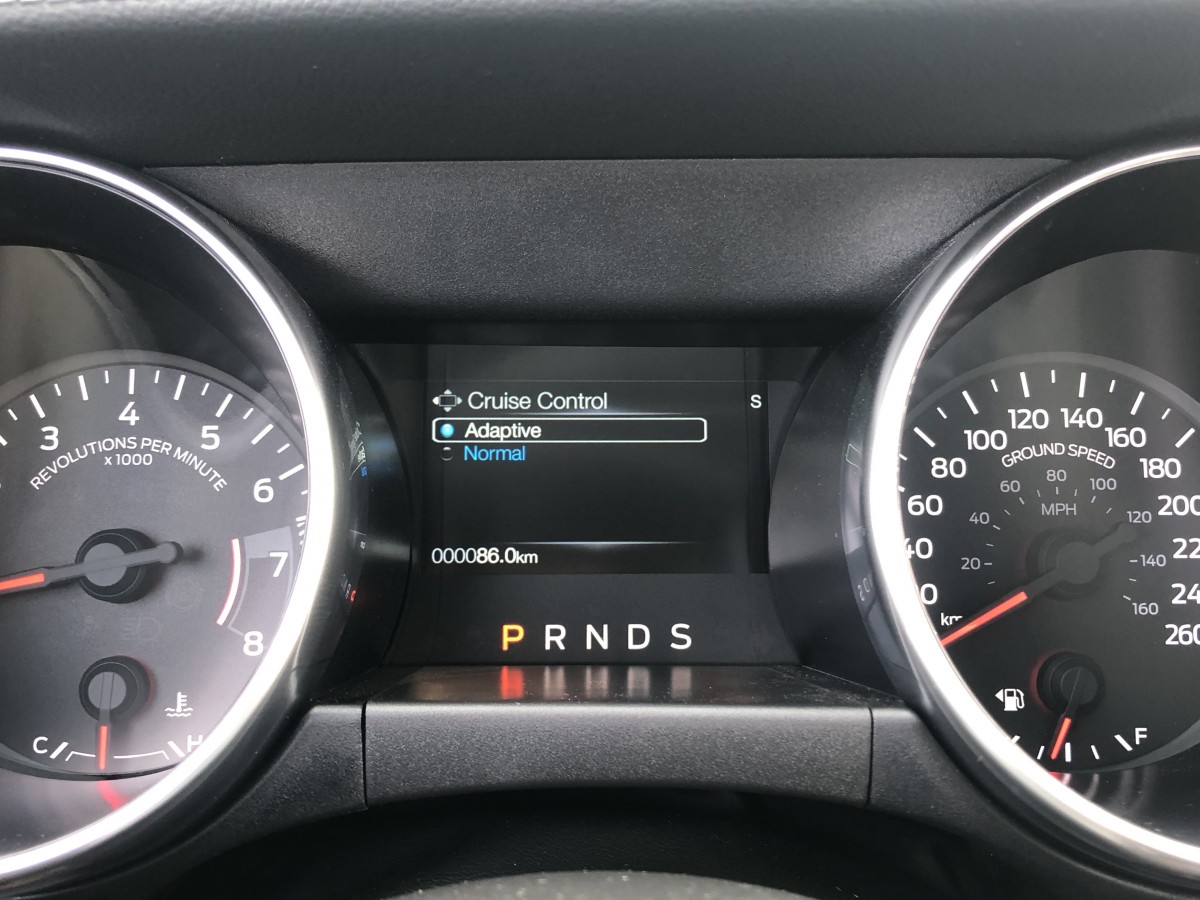 3
4
5
6
7
8
REVOLUTIONS PER MINUTE
x 1000
C
H
Cruise Control
S
Adaptive
Normal
000086.0km
P R N D S
80
100
120
140
160
180
200
60
260
GROUND SPEED
MPH
20
40
60
80
100
120
140
160
F